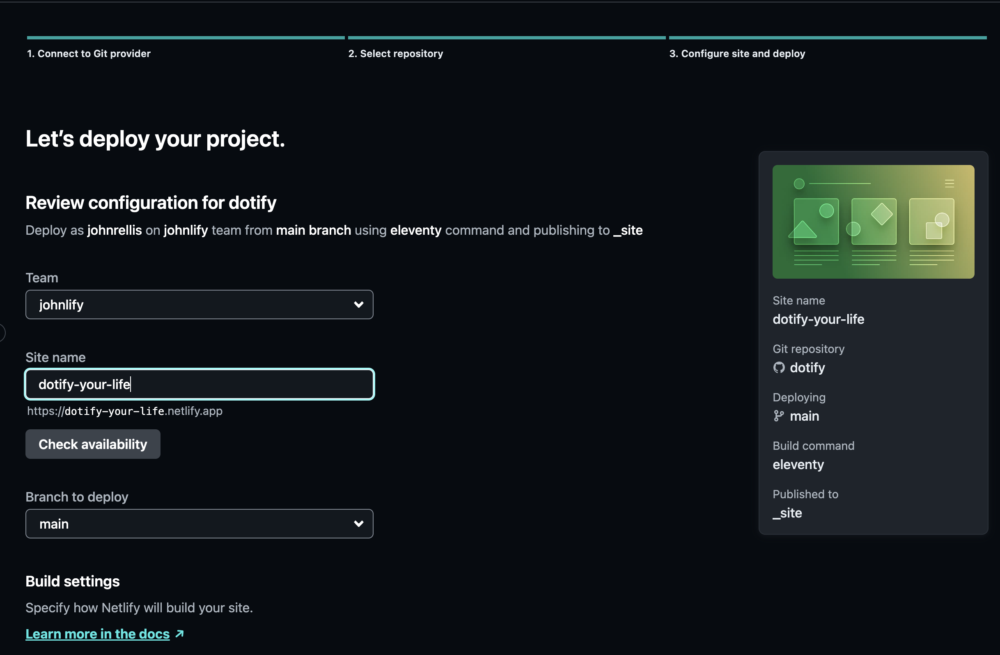 1. Connect to Git provider
2. Select repository
3. Configure site and deploy
Let’s deploy your project.
Review configuration for dotify
Deploy as johnrellis on johnlify team from main branch using eleventy command and publishing to _site
Team
johnlify
Site name
dotify-your-life
https://dotify-your-life.netlify.app
Check availability
Branch to deploy
main
Build settings
Specify how Netlify will build your site.
Learn more in the docs
Site name
dotify-your-life
Git repository
dotify
Deploying
main
Build command
eleventy
Published to
_site